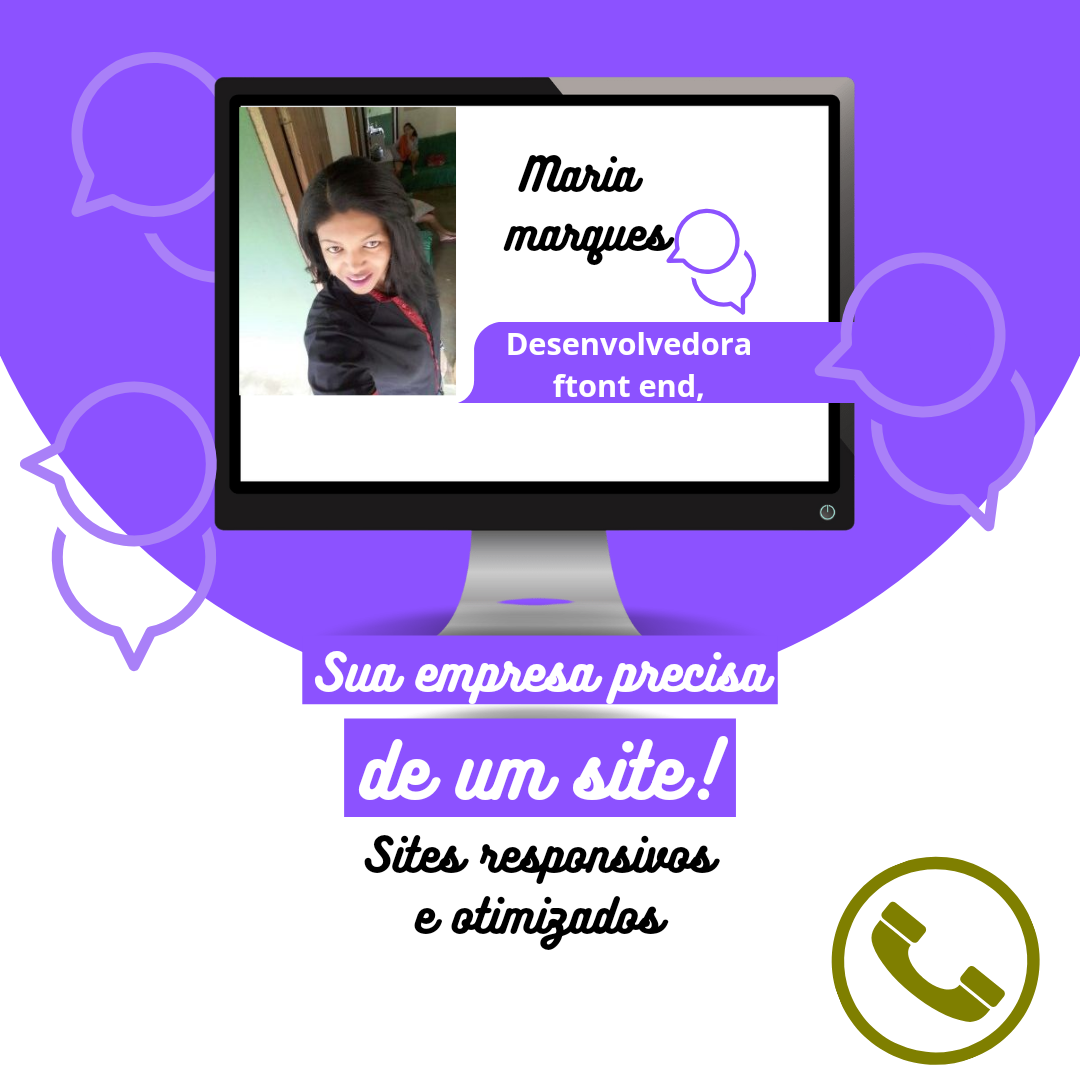 Maria
marques
Desenvolvedora
ftont end,
Sua empresa precisa
de um site!
Sites responsivos
e otimizados